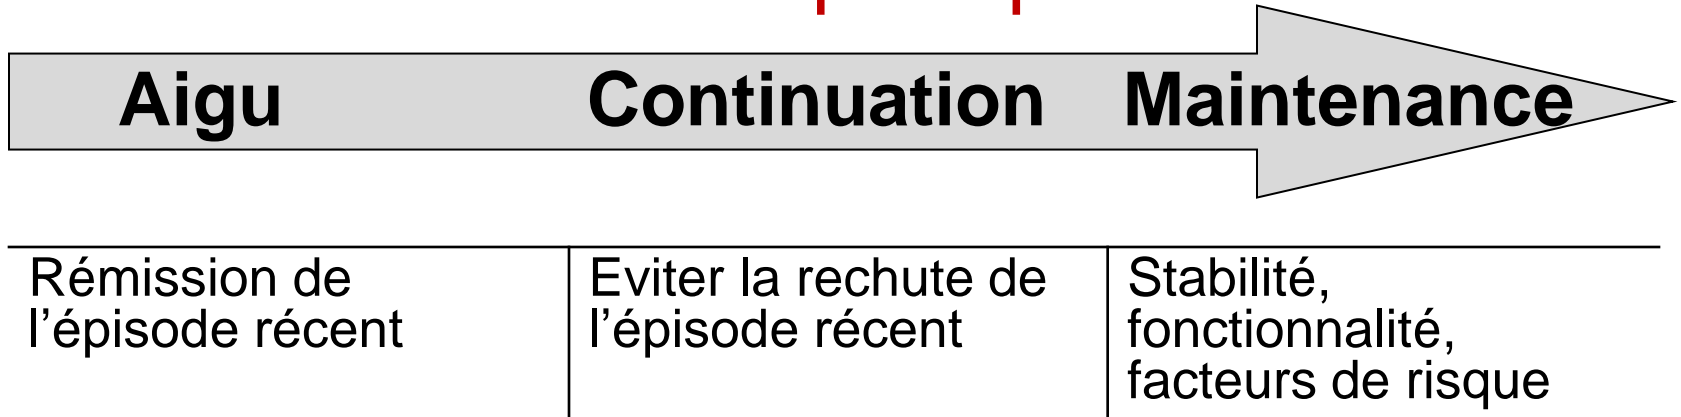 Aigu Continuation Maintenance
Rémission de
l’épisode récent
Eviter la rechute de
l’épisode récent
Stabilité,
fonctionnalité,
facteurs de risque